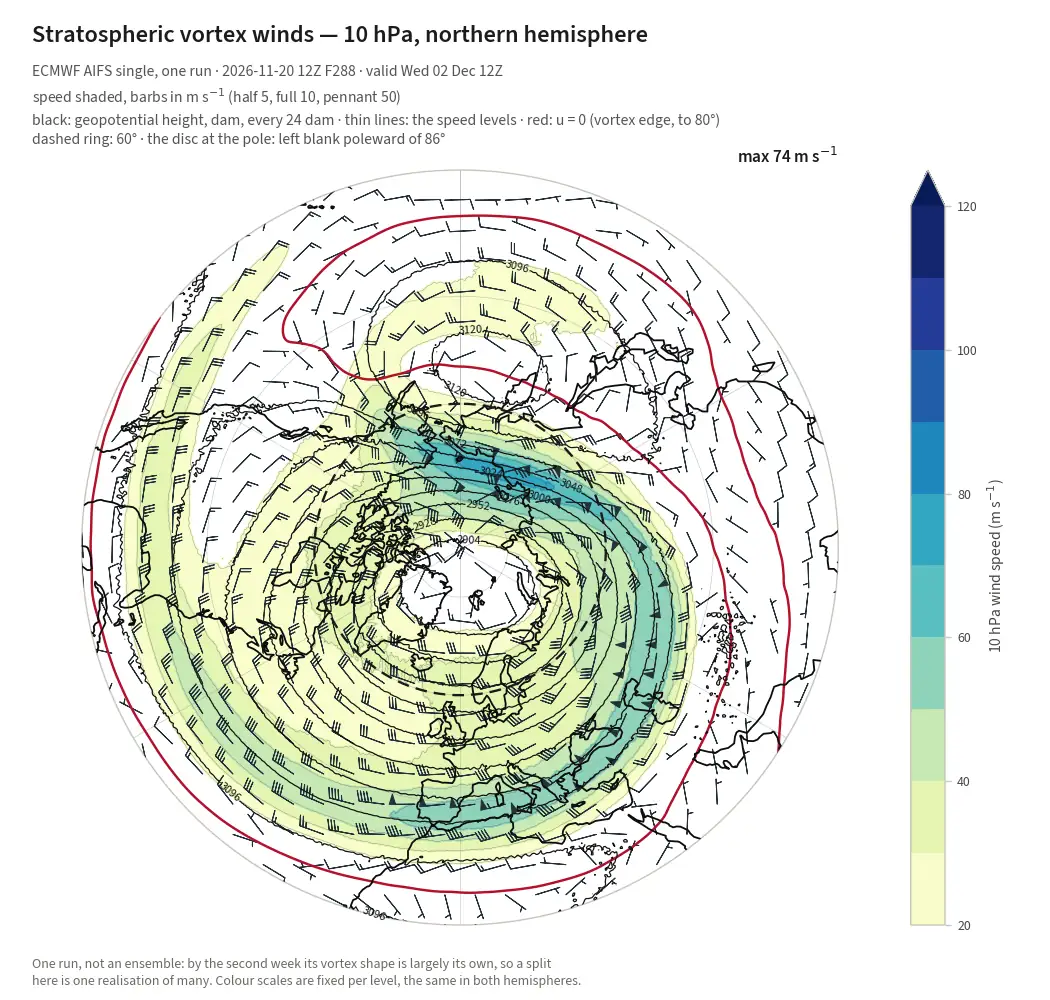 Stratospheric vortex winds — 10 hPa, northern hemisphere
ECMWF AIFS single, one run · 2026-11-20 12Z F288 · valid Wed 02 Dec 12Z
speed shaded, barbs in m s⁻¹ (half 5, full 10, pennant 50)
black: geopotential height, dam, every 24 dam · thin lines: the speed levels · red: u = 0 (vortex edge, to 80°)
dashed ring: 60° · the disc at the pole: left blank poleward of 86°
max 74 m s⁻¹
120
100
80
60
40
20
10 hPa wind speed (m s⁻¹)
3096
3120
3120
3048
3000
2952
2904
3096
3096
One run, not an ensemble: by the second week its vortex shape is largely its own, so a split
here is one realisation of many. Colour scales are fixed per level, the same in both hemispheres.